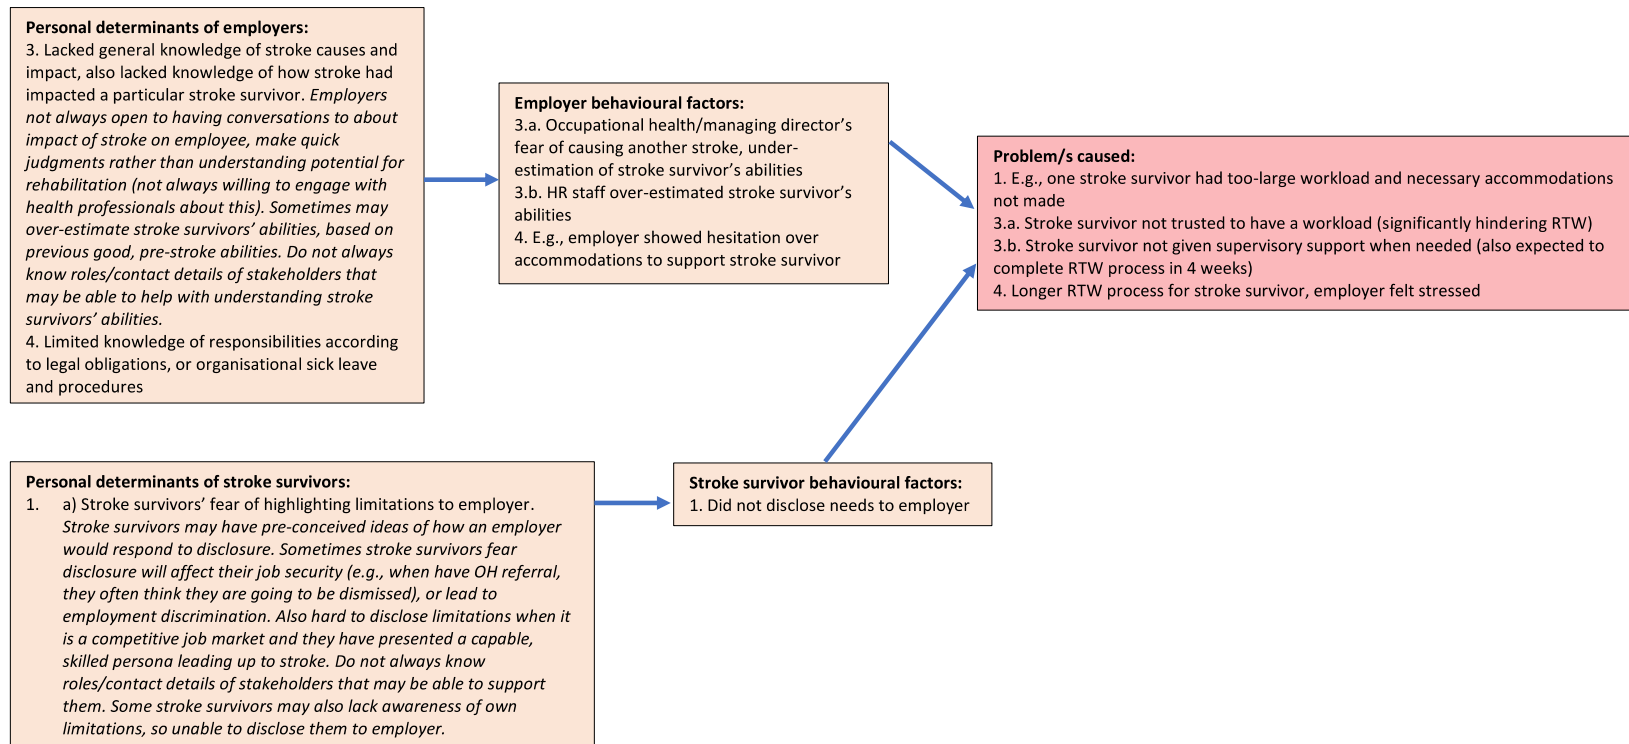 Personal determinants of employers:
3. Lacked general knowledge of stroke causes and
impact, also lacked knowledge of how stroke had
impacted a particular stroke survivor. Employers
not always open to having conversations to about
impact of stroke on employee, make quick
judgments rather than understanding potential for
rehabilitation (not always willing to engage with
health professionals about this). Sometimes may
over-estimate stroke survivors’ abilities, based on
previous good, pre-stroke abilities. Do not always
know roles/contact details of stakeholders that
may be able to help with understanding stroke
survivors’ abilities.
4. Limited knowledge of responsibilities according
to legal obligations, or organisational sick leave
and procedures
Employer behavioural factors:
3.a. Occupational health/managing director’s
fear of causing another stroke, under-
estimation of stroke survivor’s abilities
3.b. HR staff over-estimated stroke survivor’s
abilities
4. E.g., employer showed hesitation over
accommodations to support stroke survivor
Problem/s caused:
1. E.g., one stroke survivor had too-large workload and necessary accommodations
not made
3.a. Stroke survivor not trusted to have a workload (significantly hindering RTW)
3.b. Stroke survivor not given supervisory support when needed (also expected to
complete RTW process in 4 weeks)
4. Longer RTW process for stroke survivor, employer felt stressed
Personal determinants of stroke survivors:
1. a) Stroke survivors’ fear of highlighting limitations to employer.
Stroke survivors may have pre-conceived ideas of how an employer
would respond to disclosure. Sometimes stroke survivors fear
disclosure will affect their job security (e.g., when have OH referral,
they often think they are going to be dismissed), or lead to
employment discrimination. Also hard to disclose limitations when it
is a competitive job market and they have presented a capable,
skilled persona leading up to stroke. Do not always know
roles/contact details of stakeholders that may be able to support
them. Some stroke survivors may also lack awareness of own
limitations, so unable to disclose them to employer.
Stroke survivor behavioural factors:
1. Did not disclose needs to employer